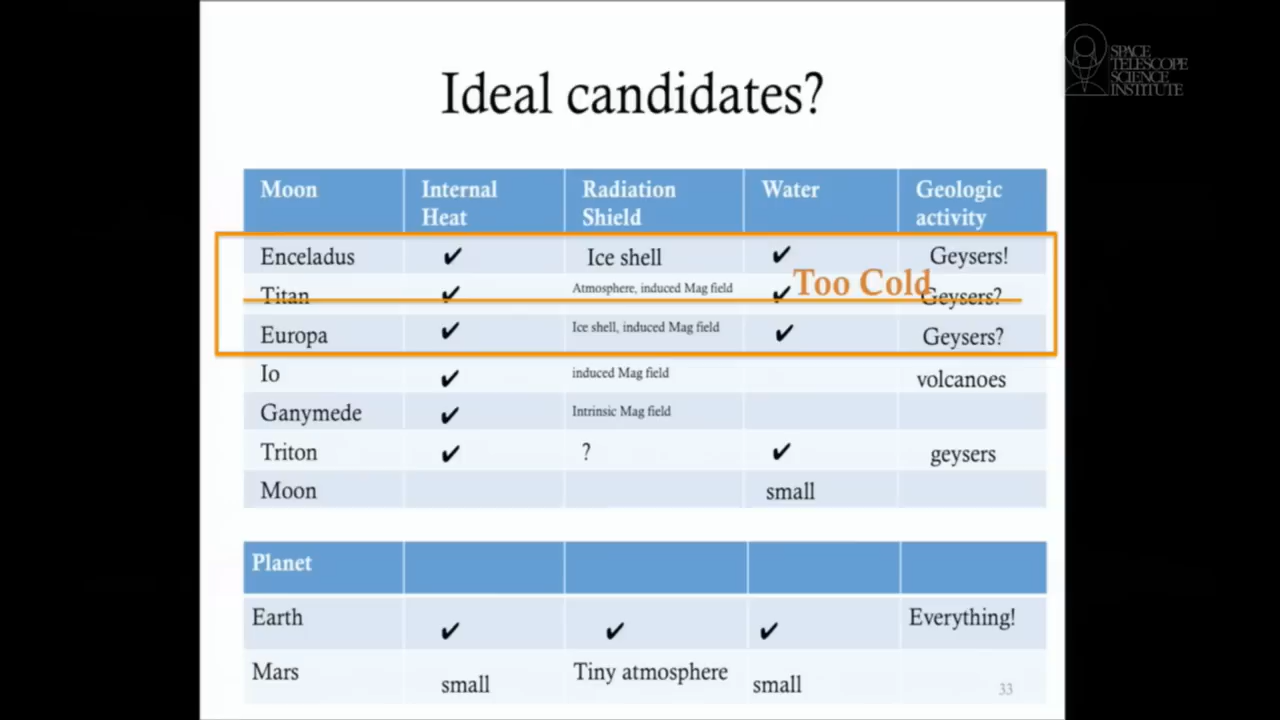 SPACE
TELESCOPE
SCIENCE
INSTITUTE
Ideal candidates?
Moon Internal Heat Radiation Shield Water Geologic activity
Enceladus ✔ Ice shell ✔ Geysers!
Too Cold
Titan ✔ Atmosphere, induced Mag field ✔ Geysers?
Europa ✔ Ice shell, induced Mag field ✔ Geysers?
Io ✔ induced Mag field volcanoes
Ganymede ✔ Intrinsic Mag field
Triton ✔ ? ✔ geysers
Moon small
Planet
Earth ✔ ✔ ✔ Everything!
Mars small Tiny atmosphere small
33